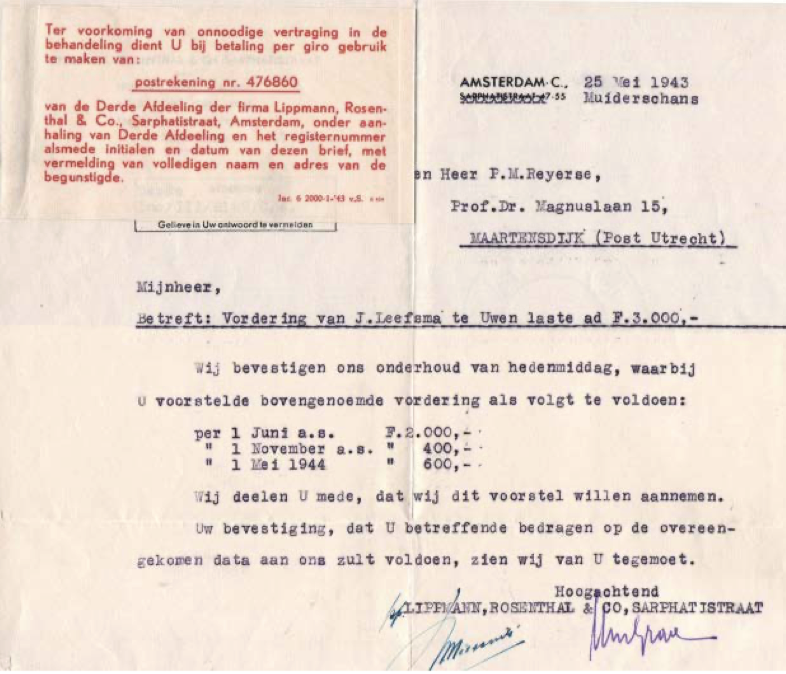 Ter voorkoming van onnoodige vertraging in de
behandeling dient U bij betaling per giro gebruik
te maken van:
postrekening nr. 476860
van de Derde Afdeeling der firma Lippmann, Rosen-
thal & Co., Sarphatistraat, Amsterdam, onder aan-
haling van Derde Afdeeling en het registernummer
alsmede initialen en datum van dezen brief, met
vermelding van volledigen naam en adres van de
begunstigde.
Inc 6 2000-1-'43 v.S.
Gelieve in Uw antwoord te vermelden
AMSTERDAM-C., 25 Mei 1943
SARPHATISTRAAT 47-55 Muiderschans
en Heer P.M.Reyerse,
Prof.Dr. Magnuslaan 15,
MAARTENSDIJK (Post Utrecht)
Mijnheer,
Betreft: Vordering van J.Leefsma te Uwen laste ad F.3.000,-
Wij bevestigen ons onderhoud van hedenmiddag, waarbij
U voorstelde bovengenoemde vordering als volgt te voldoen:
per 1 Juni a.s. F.2.000,-
" 1 November a.s. " 400,-
" 1 Mei 1944 " 600,-
Wij deelen U mede, dat wij dit voorstel willen aannemen.
Uw bevestiging, dat U betreffende bedragen op de overeen-
gekomen data aan ons zult voldoen, zien wij van U tegemoet.
Hoogachtend
LIPPMANN,ROSENTHAL & CO,SARPHATISTRAAT